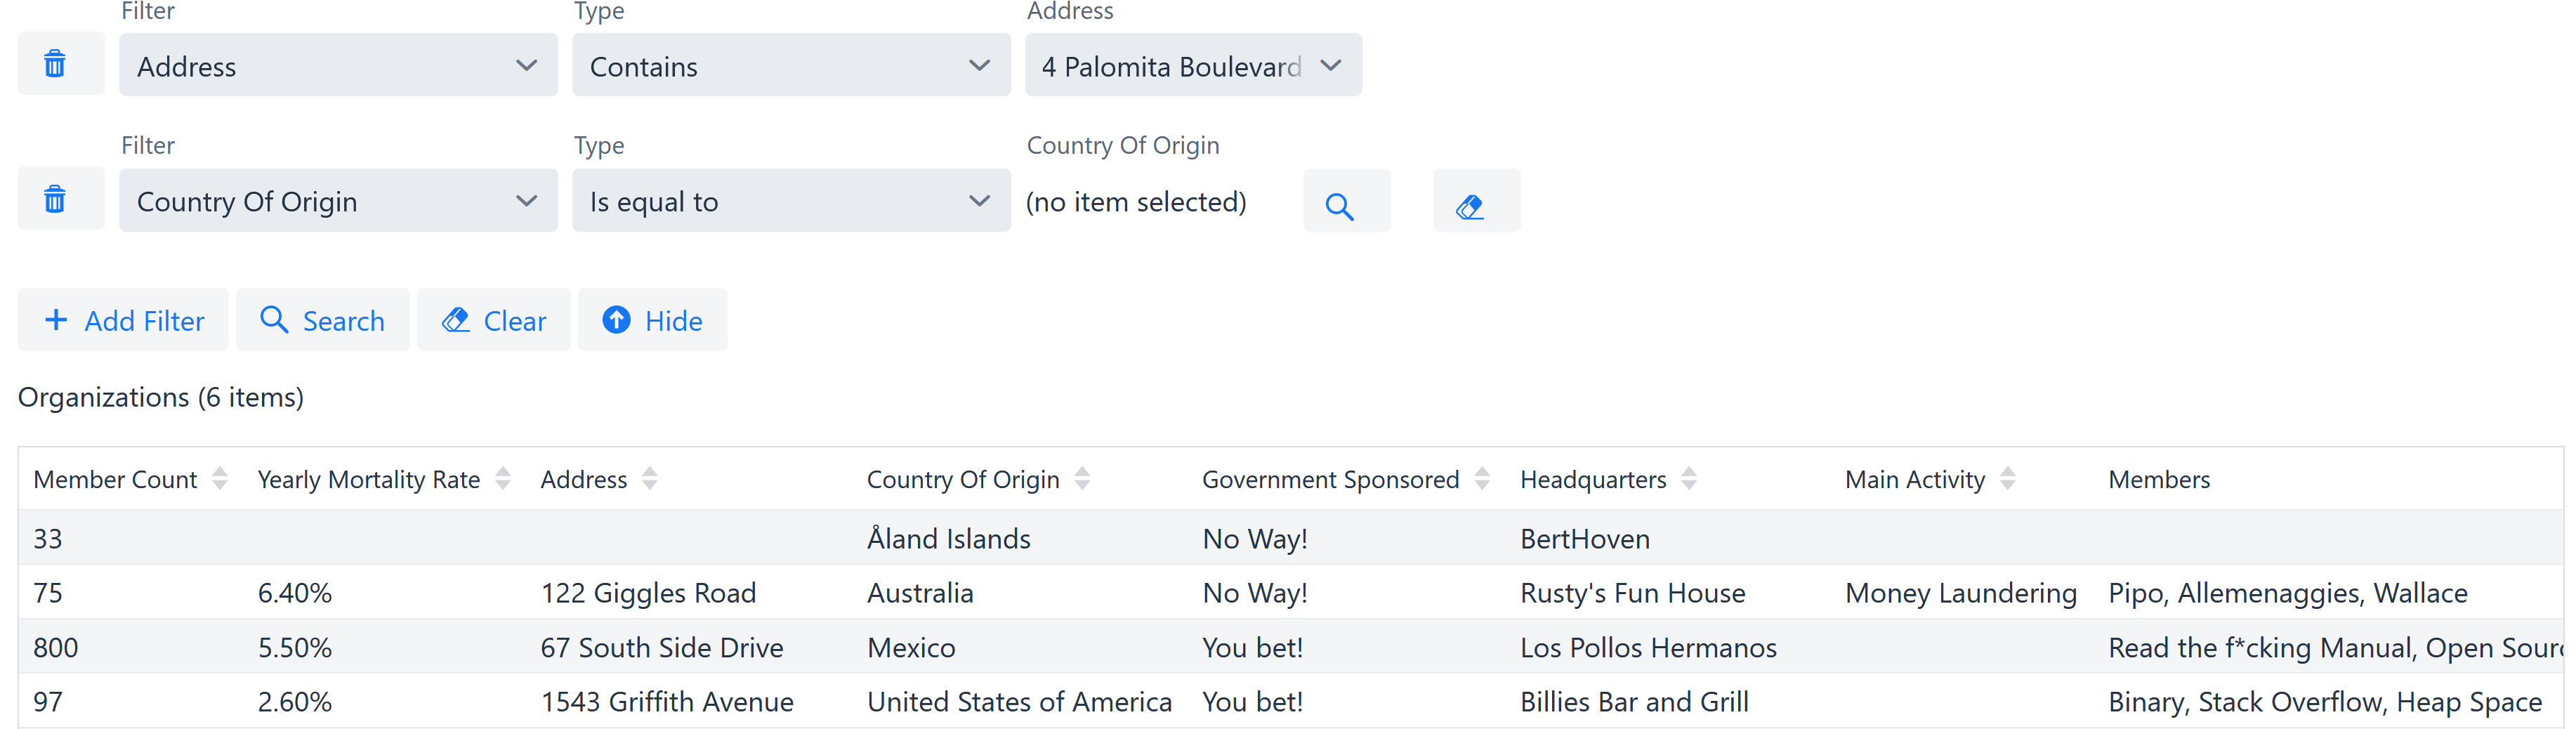 Filter Type Address
Address Contains 4 Palomita Boulevard
Filter Type Country Of Origin
Country Of Origin Is equal to (no item selected)
Add Filter Search Clear Hide
Organizations (6 items)
Member Count Yearly Mortality Rate Address Country Of Origin Government Sponsored Headquarters Main Activity Members
33 Åland Islands No Way! BertHoven
75 6.40% 122 Giggles Road Australia No Way! Rusty's Fun House Money Laundering Pipo, Allemenaggies, Wallace
800 5.50% 67 South Side Drive Mexico You bet! Los Pollos Hermanos Read the f*cking Manual, Open
97 2.60% 1543 Griffith Avenue United States of America You bet! Billies Bar and Grill Binary, Stack Overflow, Heap Space